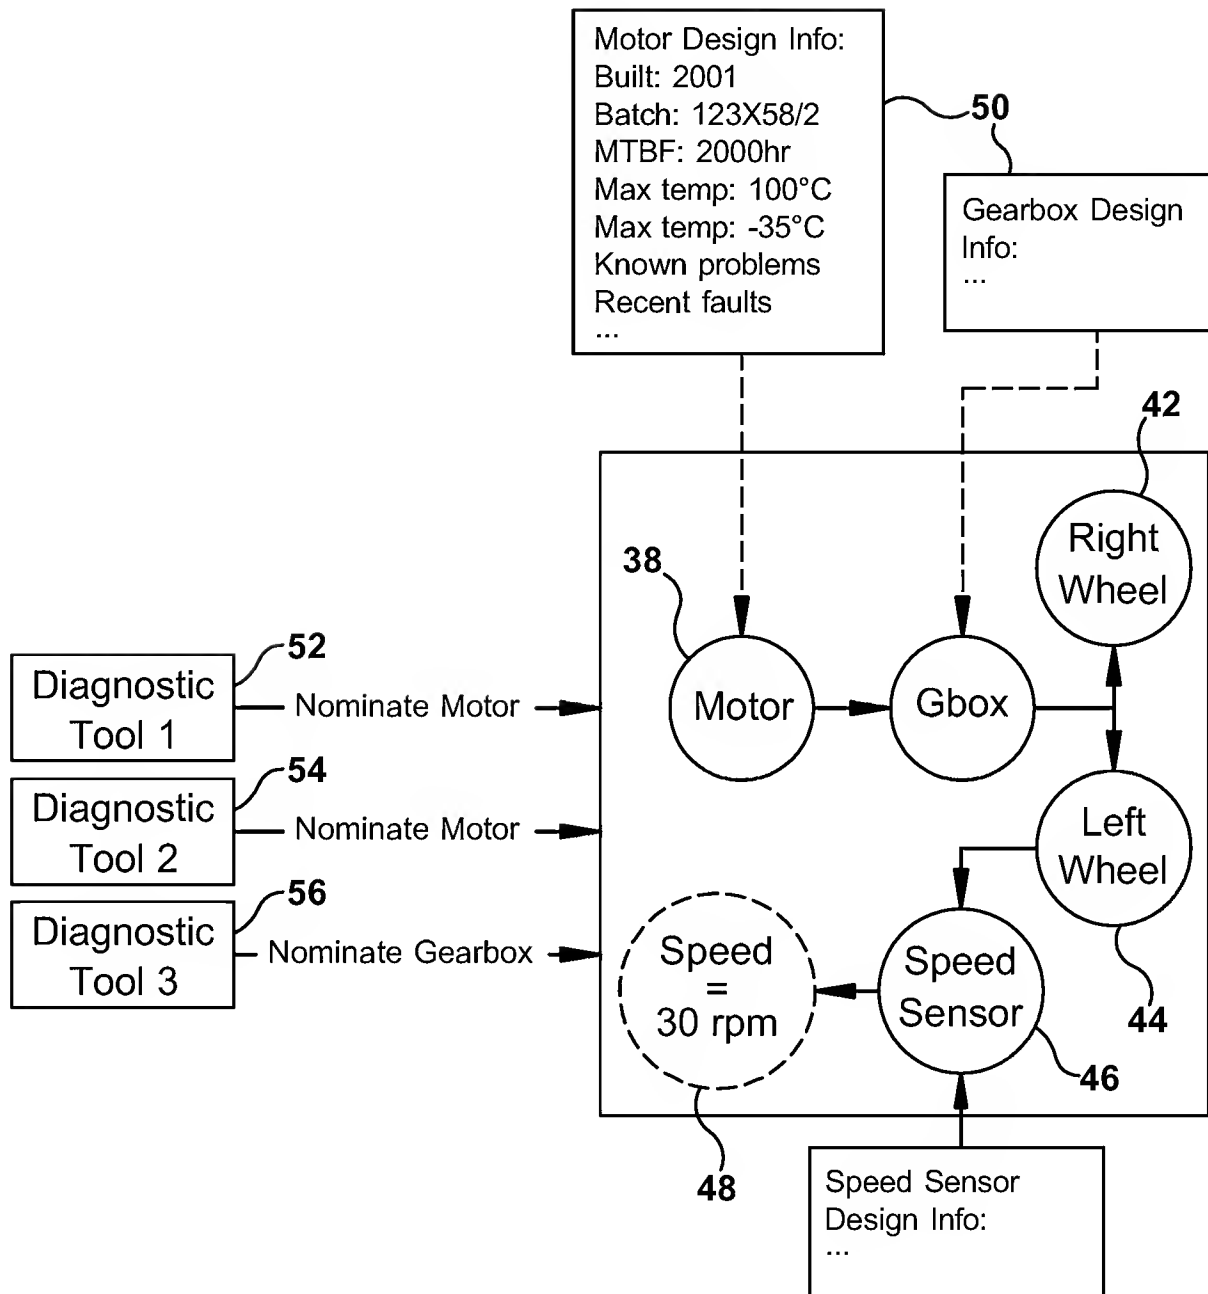 Motor Design Info:
Built: 2001
Batch: 123X58/2
MTBF: 2000hr
Max temp: 100°C
Max temp: -35°C
Known problems
Recent faults
...
50
Gearbox Design
Info:
...
42
Right
Wheel
38
Motor
Gbox
52
Diagnostic
Tool 1
Nominate Motor
54
Diagnostic
Tool 2
Nominate Motor
56
Diagnostic
Tool 3
Nominate Gearbox
Left
Wheel
44
Speed
Sensor
46
Speed
=
30 rpm
48
Speed Sensor
Design Info:
...